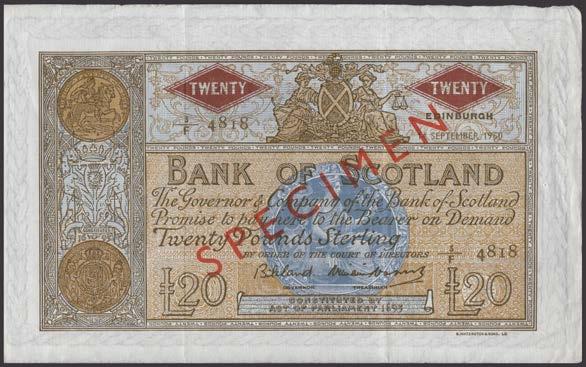 TWENTY
TWENTY
3/F 4818
EDINBURGH
SEPTEMBER, 1960
SPECIMEN
BANK OF SCOTLAND
The Governor & Company of the Bank of Scotland
Promise to pay here to the Bearer on Demand
Twenty Pounds Sterling
BY ORDER OF THE COURT OF DIRECTORS
3/F 4818
GOVERNOR
TREASURER
£20
£20
CONSTITUTED BY
ACT OF PARLIAMENT 1695